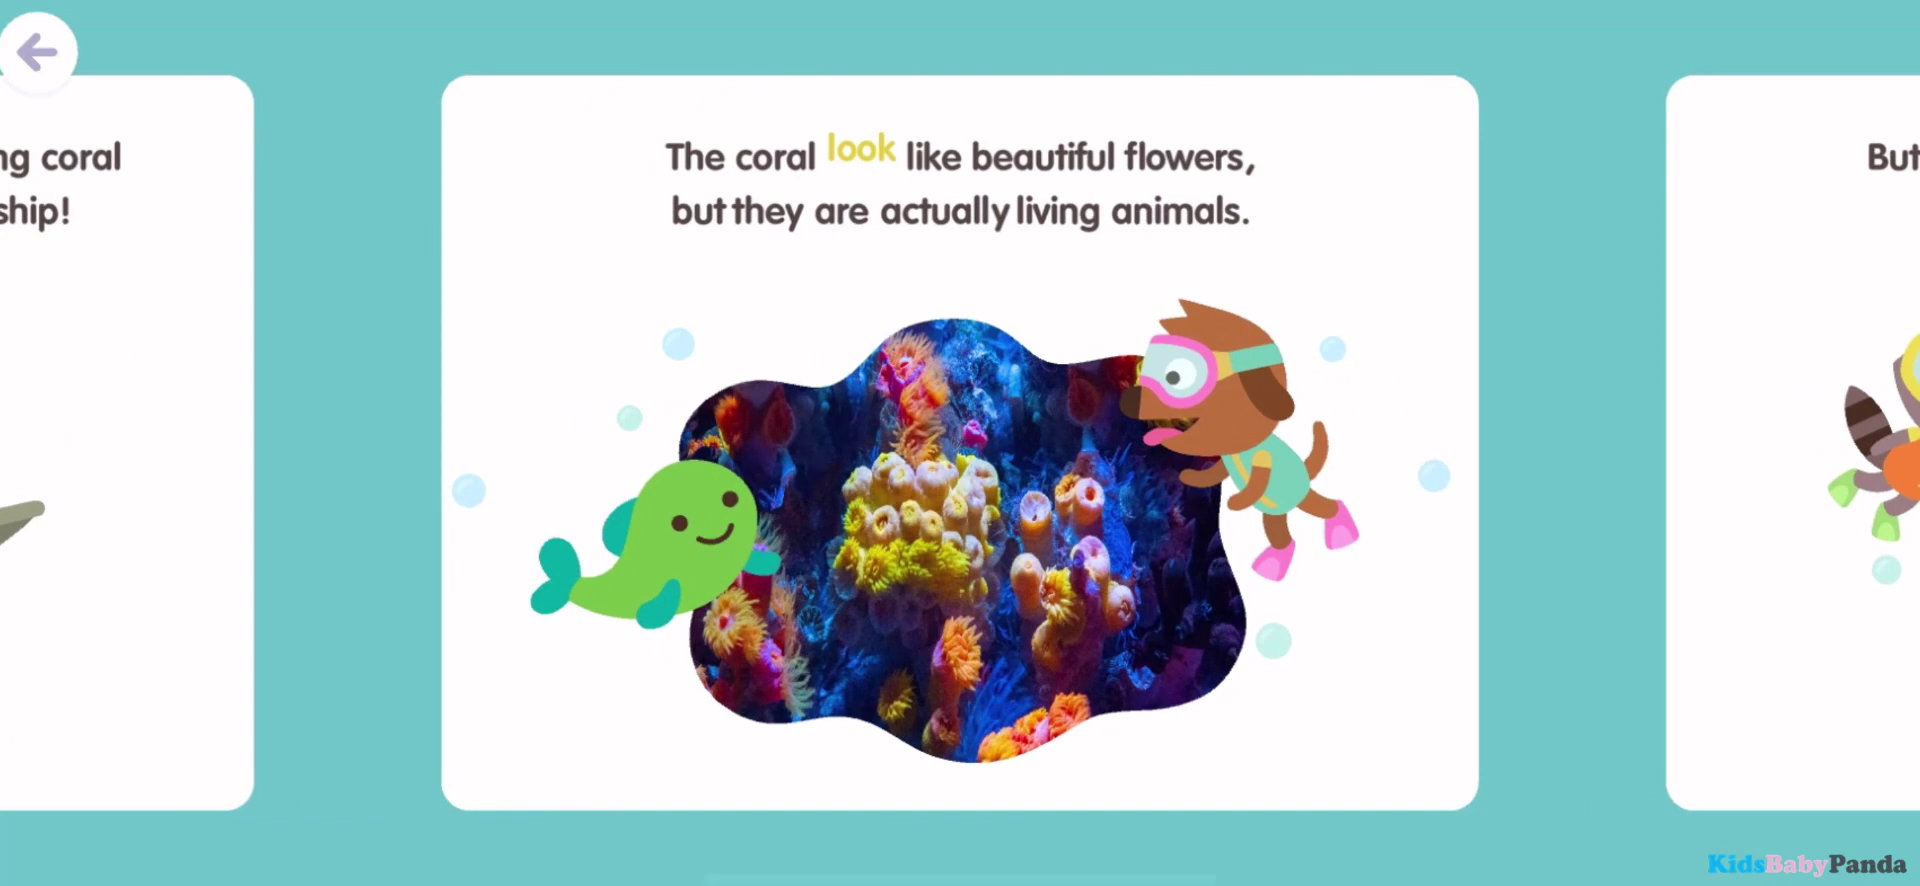 ng coral
ship!
The coral look like beautiful flowers,
but they are actually living animals.
But
KidsBabyPanda